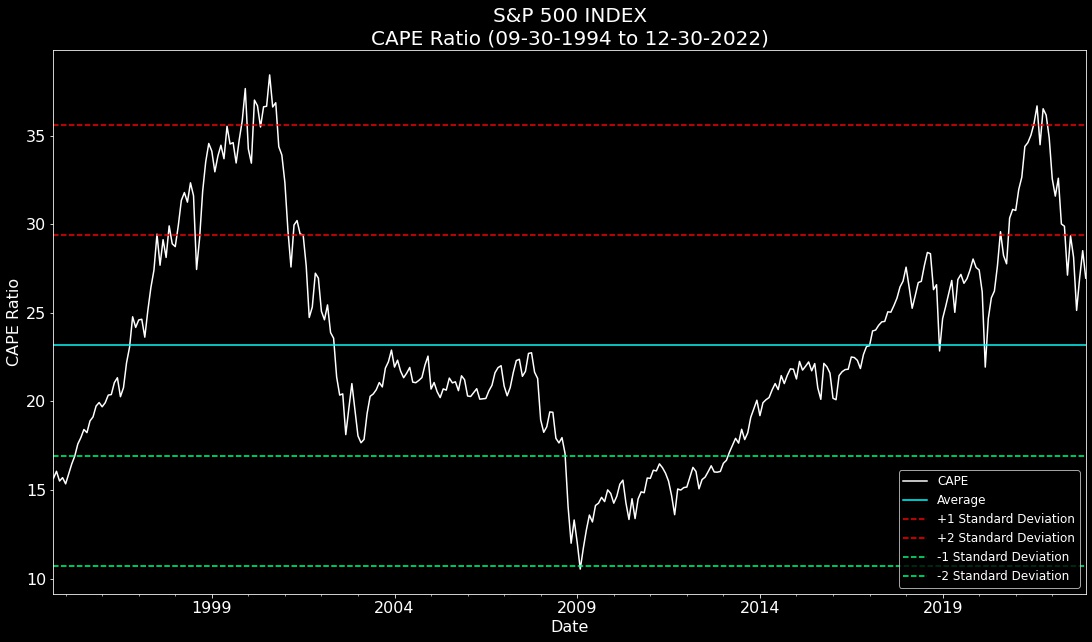 S&P 500 INDEX
CAPE Ratio (09-30-1994 to 12-30-2022)
CAPE Ratio
35
30
25
20
15
10
CAPE
Average
+1 Standard Deviation
+2 Standard Deviation
-1 Standard Deviation
-2 Standard Deviation
1999 2004 2009 2014 2019
Date